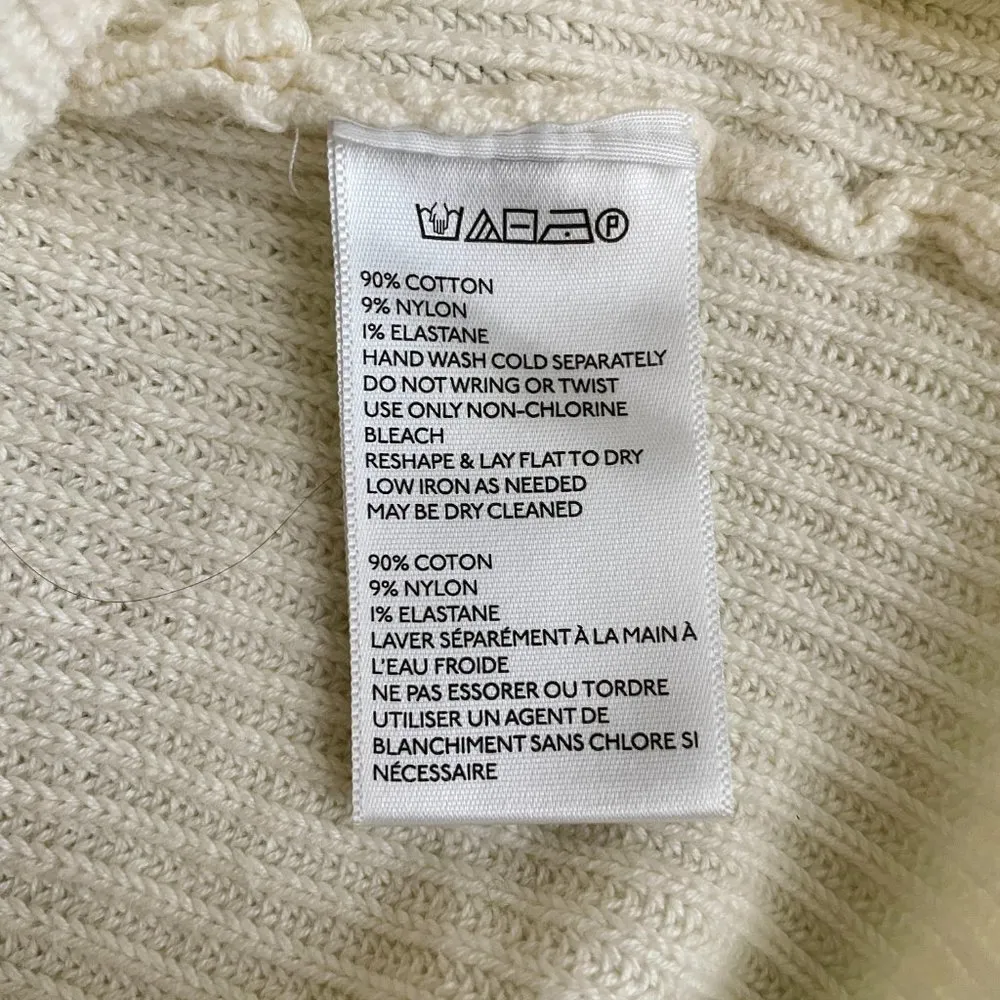 P
90% COTTON
9% NYLON
1% ELASTANE
HAND WASH COLD SEPARATELY
DO NOT WRING OR TWIST
USE ONLY NON-CHLORINE
BLEACH
RESHAPE & LAY FLAT TO DRY
LOW IRON AS NEEDED
MAY BE DRY CLEANED
90% COTON
9% NYLON
1% ELASTANE
LAVER SÉPARÉMENT À LA MAIN À
L'EAU FROIDE
NE PAS ESSORER OU TORDRE
UTILISER UN AGENT DE
BLANCHIMENT SANS CHLORE SI
NÉCESSAIRE